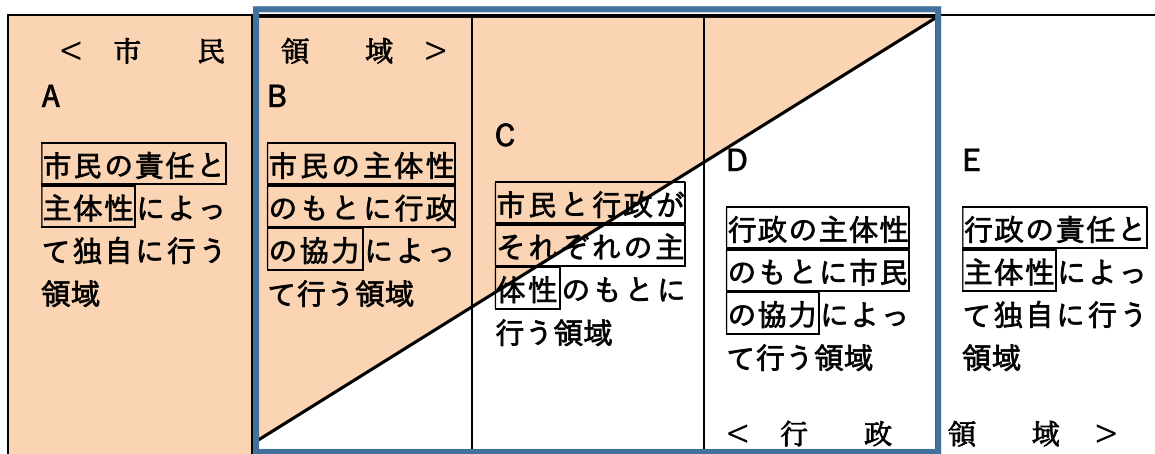 < 市 民 領 域 >
A
市民の責任と
主体性によっ
て独自に行う
領域
B
市民の主体性
のもとに行政
の協力によっ
て行う領域
C
市民と行政が
それぞれの主
体性のもとに
行う領域
D
行政の主体性
のもとに市民
の協力によっ
て行う領域
E
行政の責任と
主体性によっ
て独自に行う
領域
< 行 政 領 域 >